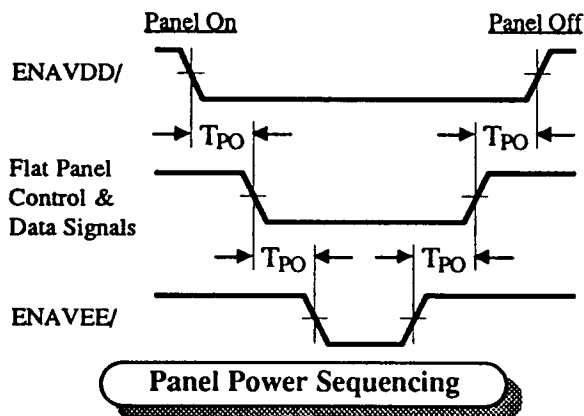 Panel On
Panel Off
ENAVDD/
TPO
TPO
Flat Panel
Control &
Data Signals
TPO
TPO
ENAVEE/
Panel Power Sequencing